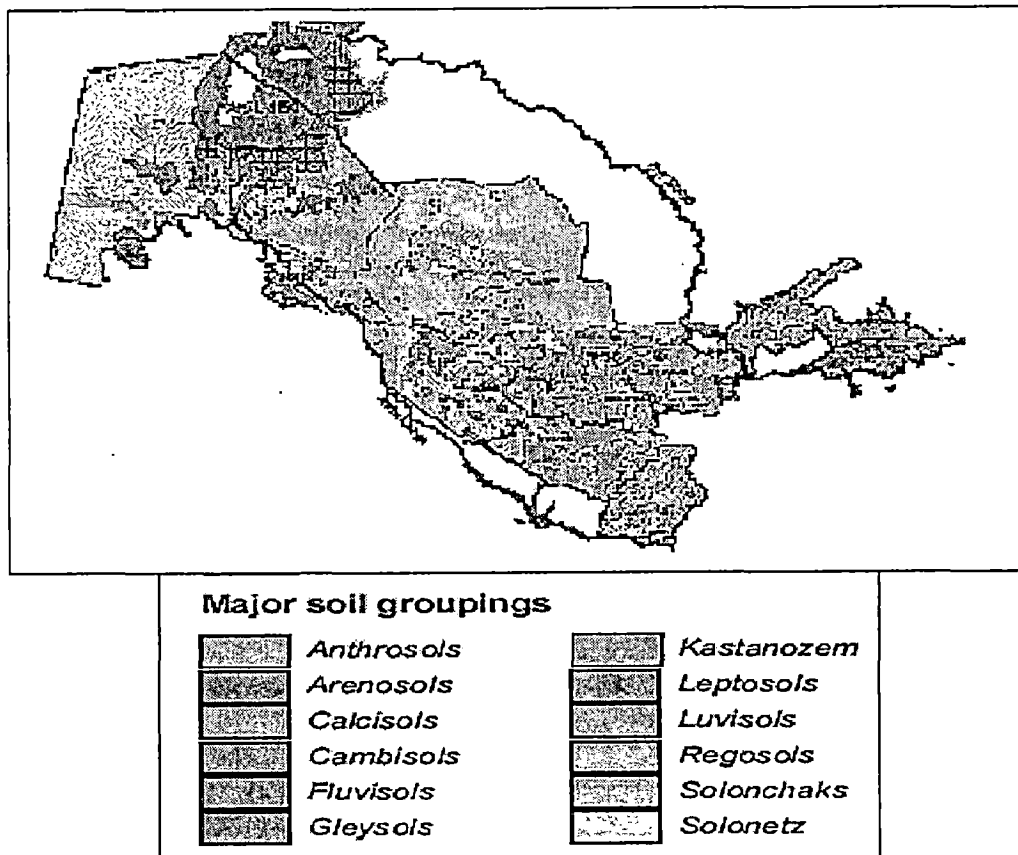 Major soil groupings
Anthrosols
Arenosols
Calcisols
Cambisols
Fluvisols
Gleysols
Kastanozem
Leptosols
Luvisols
Regosols
Solonchaks
Solonetz